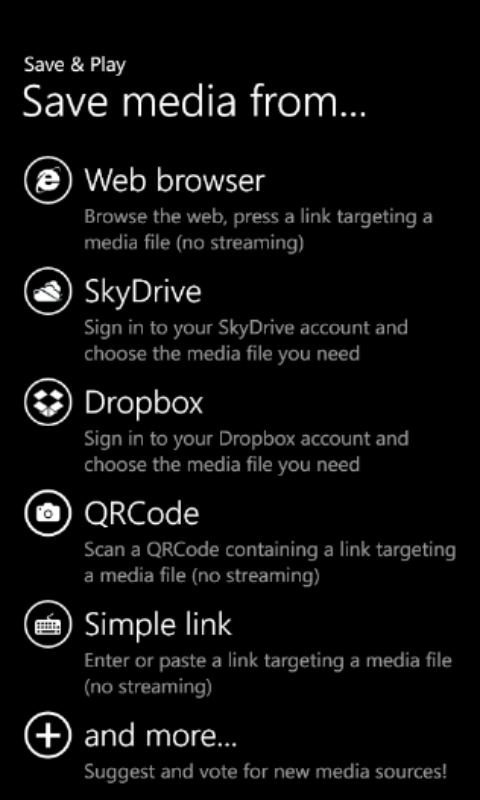 Save & Play
Save media from...
Web browser
Browse the web, press a link targeting a
media file (no streaming)
SkyDrive
Sign in to your SkyDrive account and
choose the media file you need
Dropbox
Sign in to your Dropbox account and
choose the media file you need
QRCode
Scan a QRCode containing a link targeting
a media file (no streaming)
Simple link
Enter or paste a link targeting a media file
(no streaming)
and more...
Suggest and vote for new media sources!